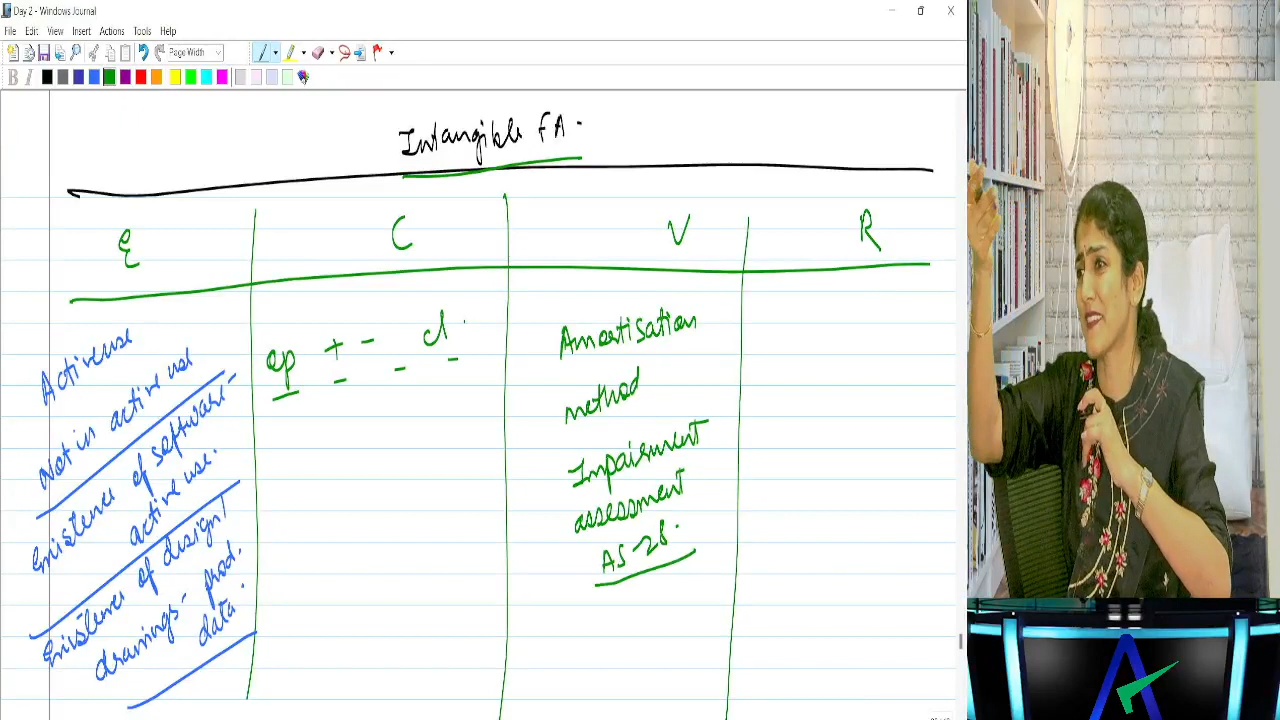 Day 2 - Windows Journal
File Edit View Insert Actions Tools Help
Page Width
B I
Intangible FA.
E C V R
Active use
Not in active use
Existence of software -
active use.
Existence of design
drawings - prod.
data.
op + - cl
Amortisation
method
Impairment
assessment
AS-28.